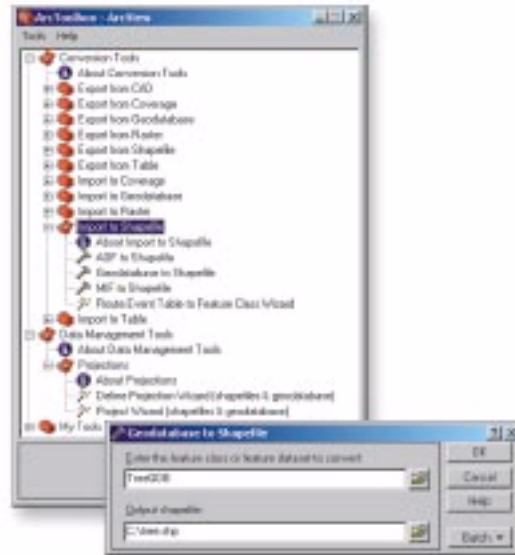 ArcToolbox - ArcView
Tools Help
Conversion Tools
About Conversion Tools
Export from CAD
Export from Coverage
Export from Geodatabase
Export from Raster
Export from Shapefile
Export from Table
Import to Coverage
Import to Geodatabase
Import to Raster
Import to Shapefile
About Import to Shapefile
ADF to Shapefile
Geodatabase to Shapefile
MIF to Shapefile
Route Event Table to Feature Class Wizard
Import to Table
Data Management Tools
About Data Management Tools
Projections
About Projections
Define Projection Wizard (shapefiles & geodatabase)
Project Wizard (shapefiles & geodatabase)
My Tools
Geodatabase to Shapefile
Enter the feature class or feature dataset to convert:
OK
Cancel
Help
Output shapefile:
Batch